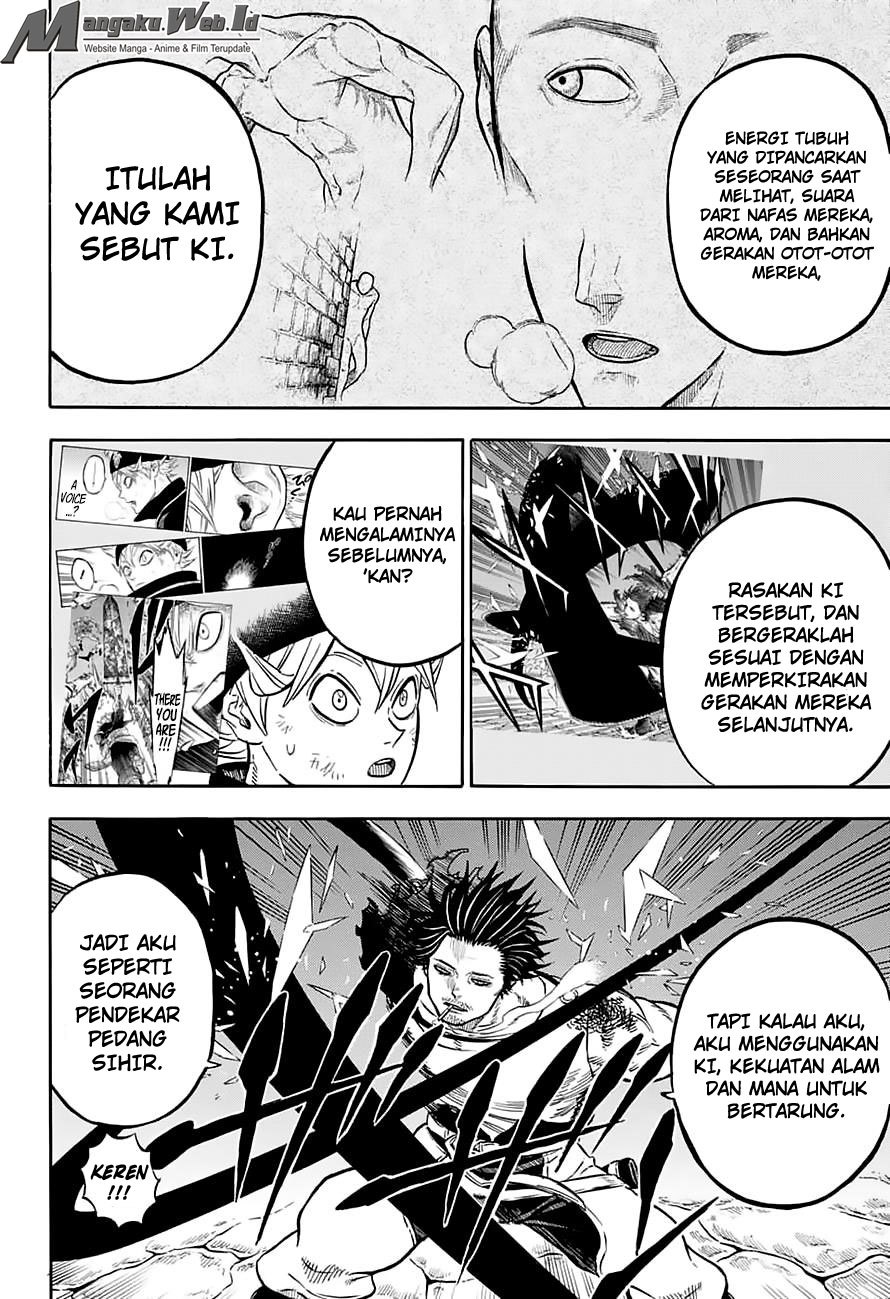 Mangaku.Web.Id
Website Manga - Anime & Film Terupdate
ENERGI TUBUH
YANG DIPANCARKAN
SESEORANG SAAT
MELIHAT, SUARA
DARI NAFAS MEREKA,
AROMA, DAN BAHKAN
GERAKAN OTOT-OTOT
MEREKA,
ITULAH
YANG KAMI
SEBUT KI.
RASAKAN KI
TERSEBUT, DAN
BERGERAKLAH
SESUAI DENGAN
MEMPERKIRAKAN
GERAKAN MEREKA
SELANJUTNYA.
KAU PERNAH
MENGALAMINYA
SEBELUMNYA,
'KAN?
A
VOICE
...?
THERE
YOU
ARE
!!!
TAPI KALAU AKU,
AKU MENGGUNAKAN
KI, KEKUATAN ALAM
DAN MANA UNTUK
BERTARUNG.
JADI AKU
SEPERTI
SEORANG
PENDEKAR
PEDANG
SIHIR.
KEREN
!!!